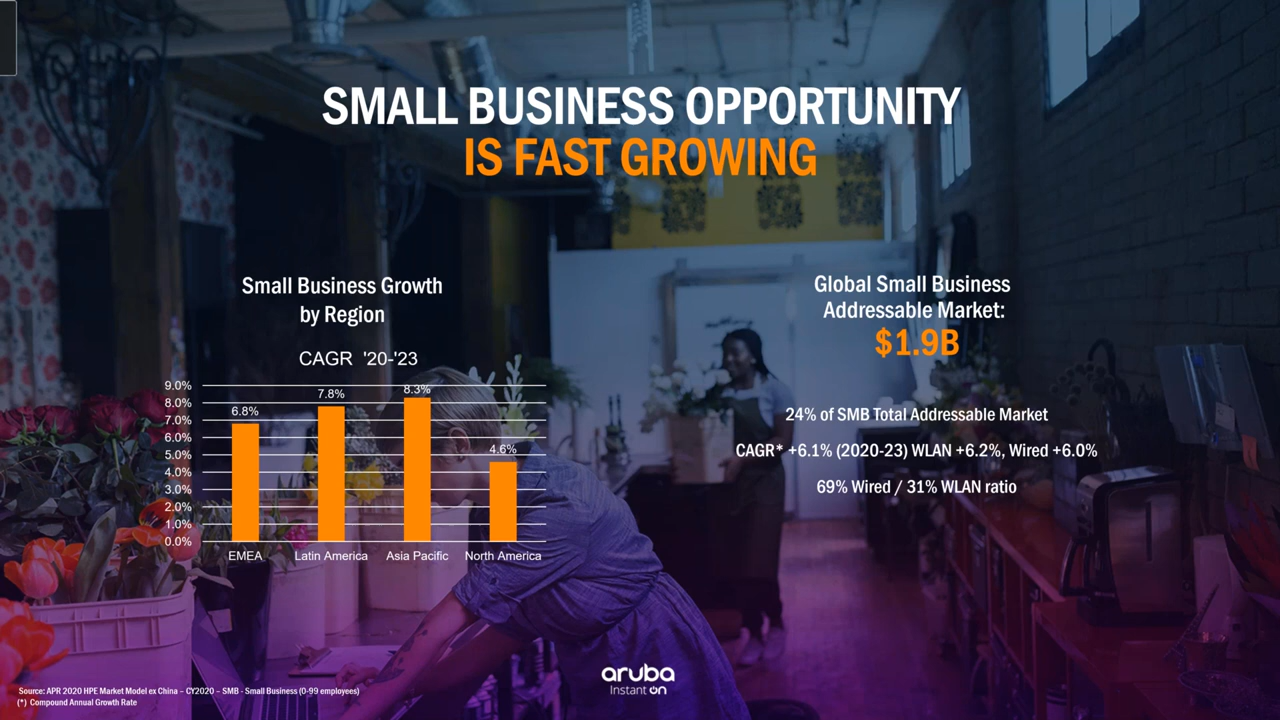 SMALL BUSINESS OPPORTUNITY
IS FAST GROWING
Small Business Growth
by Region
CAGR '20-'23
9.0%
8.0%
7.0%
6.0%
5.0%
4.0%
3.0%
2.0%
1.0%
0.0%
6.8%
7.8%
8.3%
4.6%
EMEA
Latin America
Asia Pacific
North America
Global Small Business
Addressable Market:
$1.9B
24% of SMB Total Addressable Market
CAGR* +6.1% (2020-23) WLAN +6.2%, Wired +6.0%
69% Wired / 31% WLAN ratio
aruba
Instant On
Source: APR 2020 HPE Market Model ex China – CY2020 – SMB - Small Business (0-99 employees)
(*) Compound Annual Growth Rate